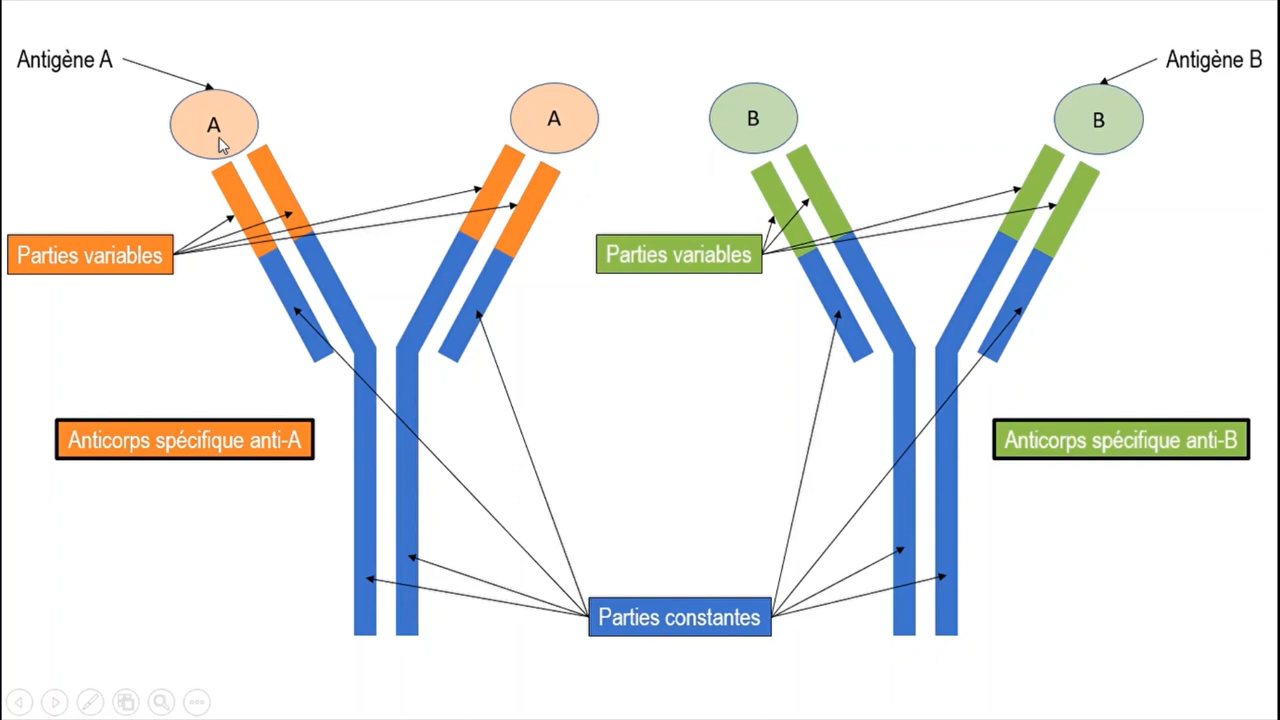 Antigène A
Antigène B
A
A
B
B
Parties variables
Parties variables
Anticorps spécifique anti-A
Anticorps spécifique anti-B
Parties constantes